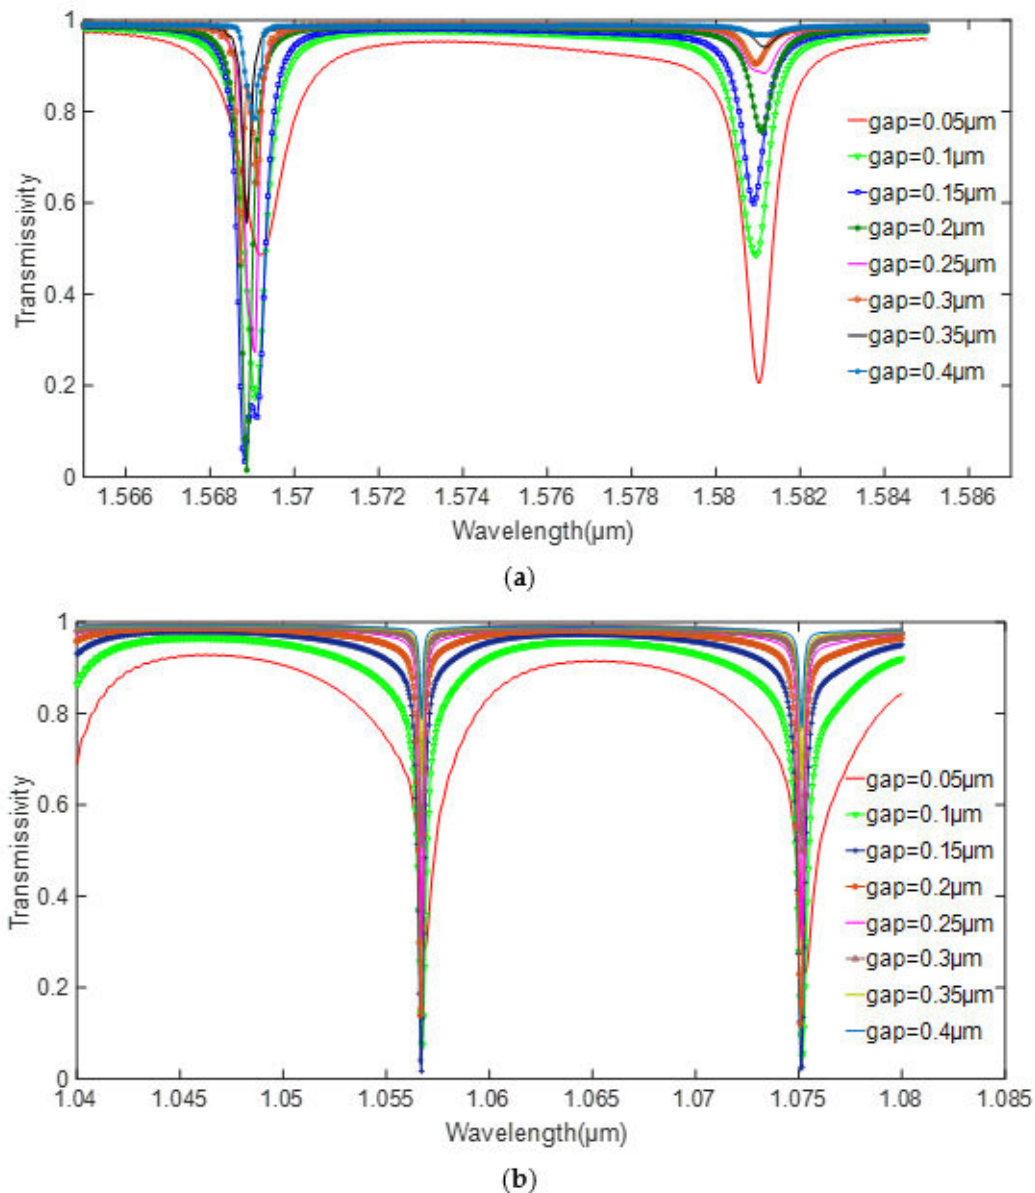 1
0.8
0.6
0.4
0.2
0
Transmissivity
gap=0.05μm
gap=0.1μm
gap=0.15μm
gap=0.2μm
gap=0.25μm
gap=0.3μm
gap=0.35μm
gap=0.4μm
1.566 1.568 1.57 1.572 1.574 1.576 1.578 1.58 1.582 1.584 1.586
Wavelength(μm)
(a)
1
0.8
0.6
0.4
0.2
0
Transmissivity
gap=0.05μm
gap=0.1μm
gap=0.15μm
gap=0.2μm
gap=0.25μm
gap=0.3μm
gap=0.35μm
gap=0.4μm
1.04 1.045 1.05 1.055 1.06 1.065 1.07 1.075 1.08 1.085
Wavelength(μm)
(b)